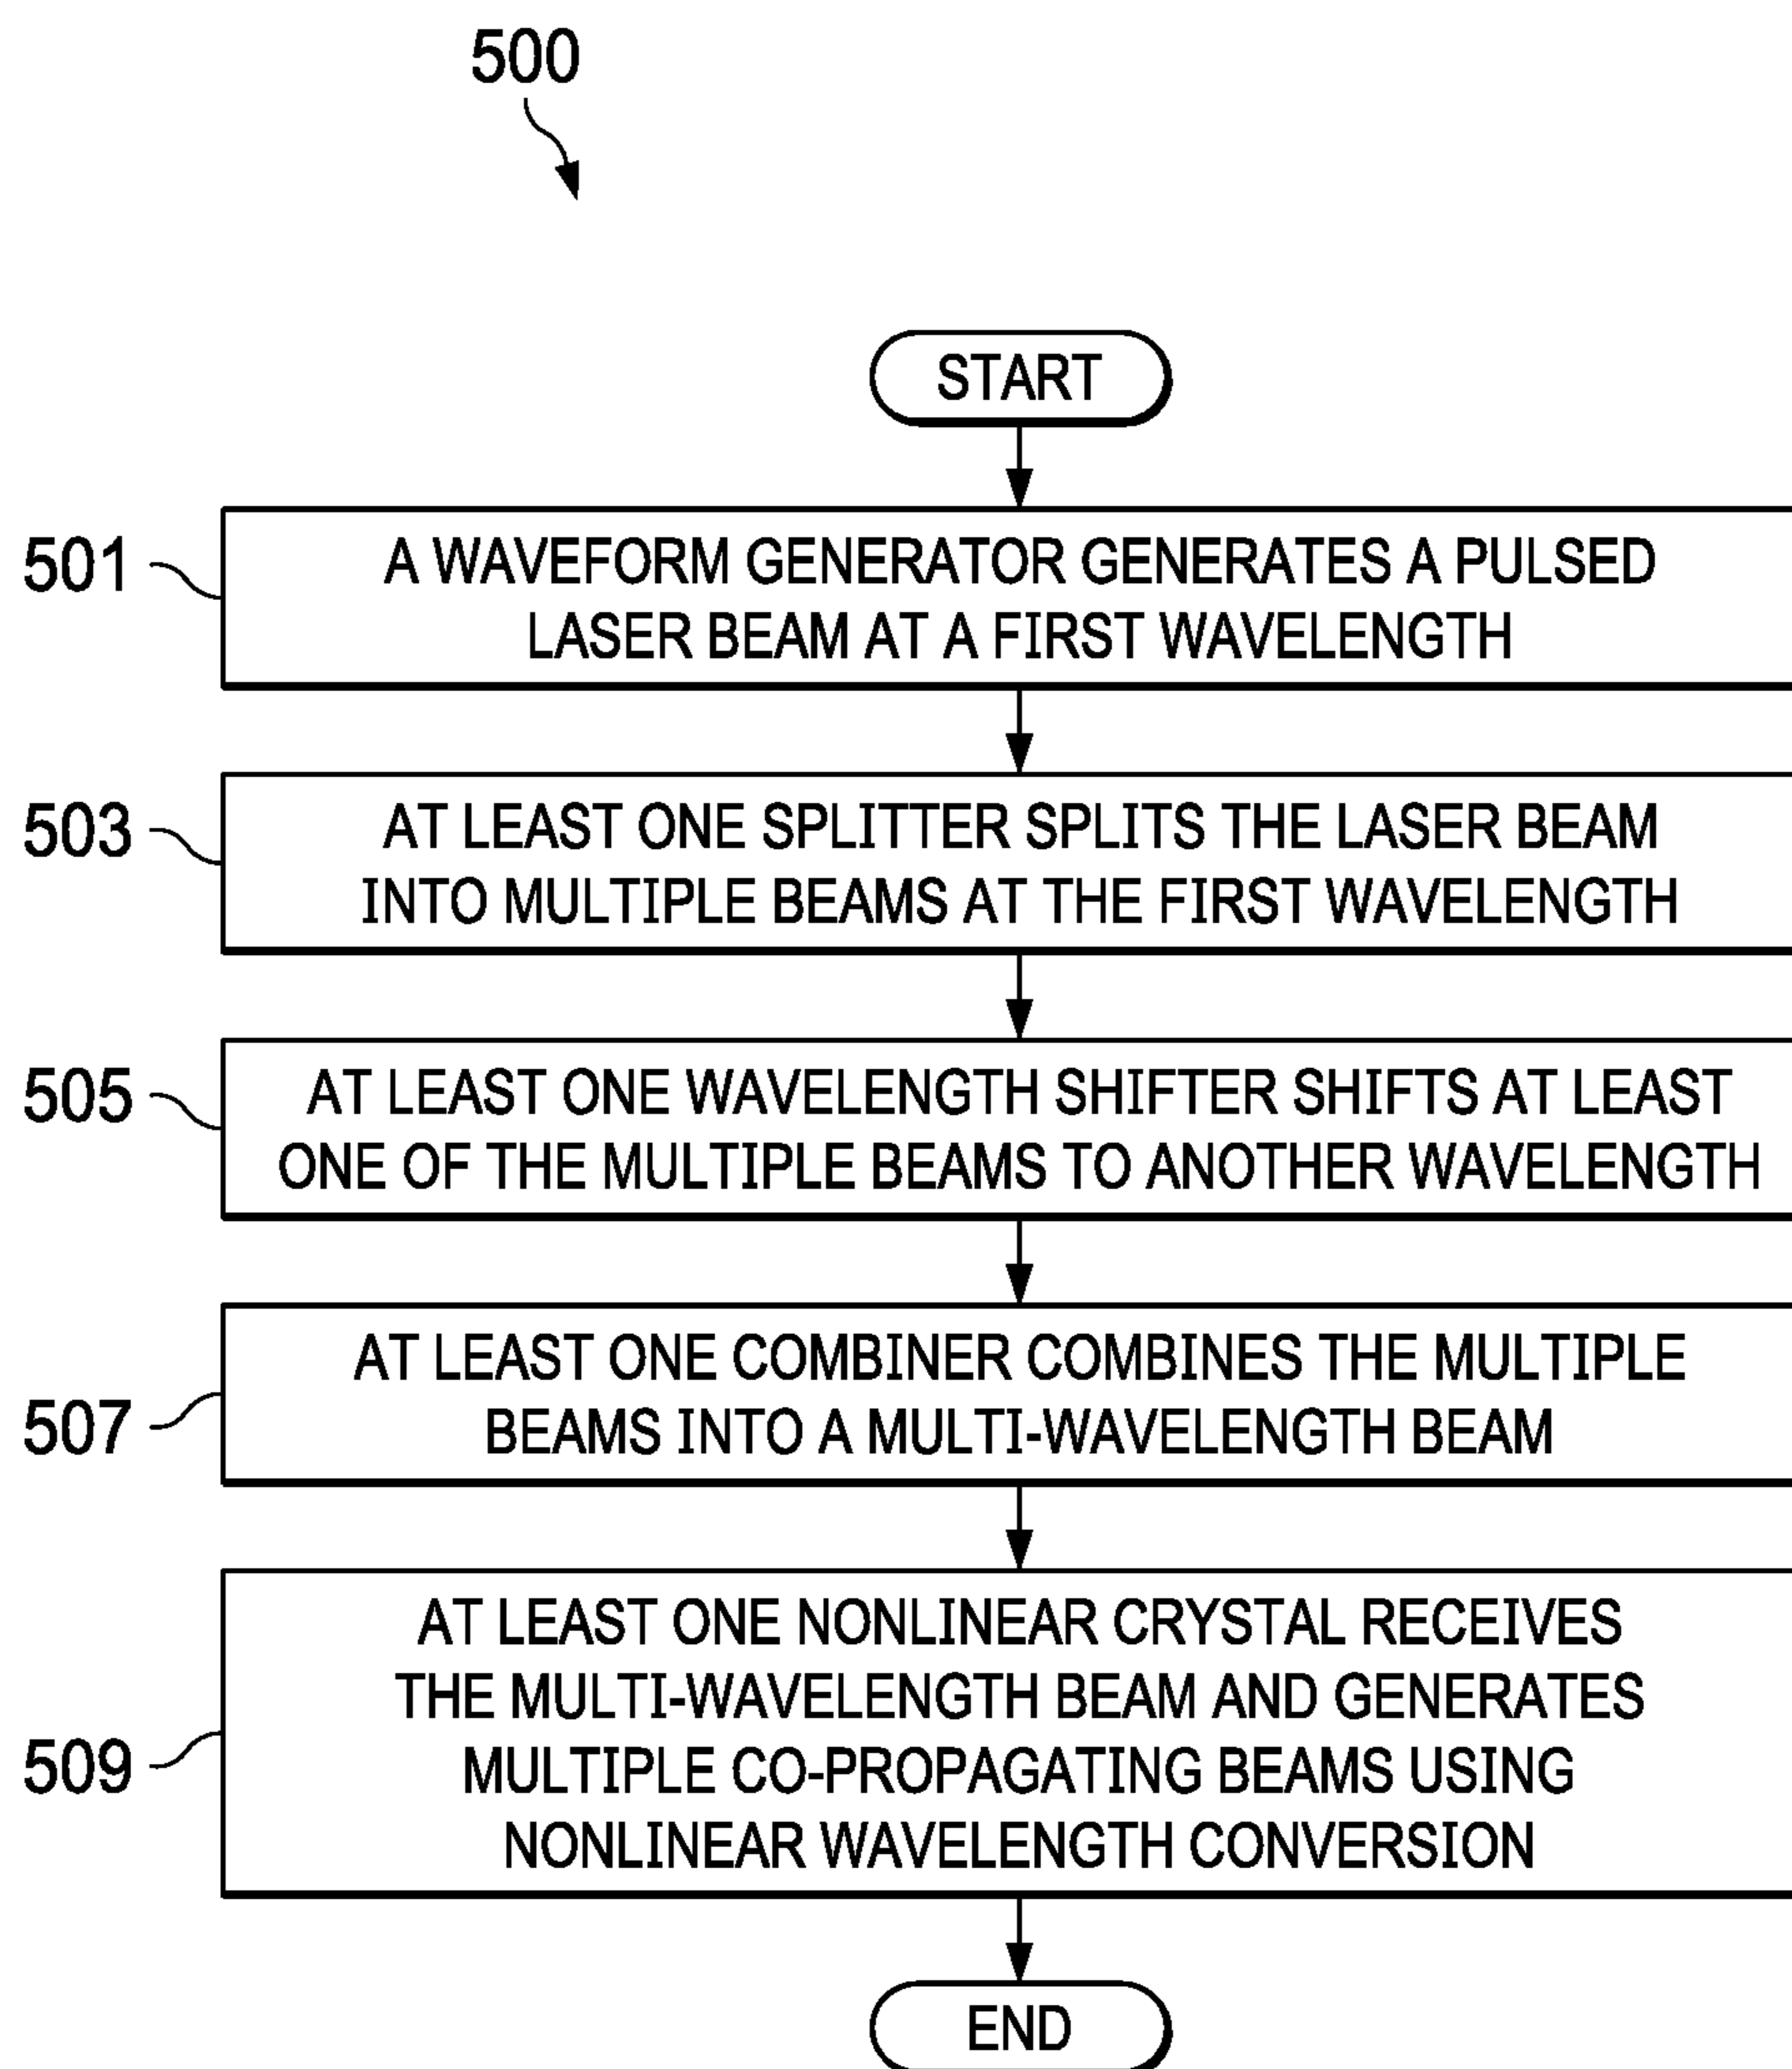 500
START
501
A WAVEFORM GENERATOR GENERATES A PULSED
LASER BEAM AT A FIRST WAVELENGTH
503
AT LEAST ONE SPLITTER SPLITS THE LASER BEAM
INTO MULTIPLE BEAMS AT THE FIRST WAVELENGTH
505
AT LEAST ONE WAVELENGTH SHIFTER SHIFTS AT LEAST
ONE OF THE MULTIPLE BEAMS TO ANOTHER WAVELENGTH
507
AT LEAST ONE COMBINER COMBINES THE MULTIPLE
BEAMS INTO A MULTI-WAVELENGTH BEAM
509
AT LEAST ONE NONLINEAR CRYSTAL RECEIVES
THE MULTI-WAVELENGTH BEAM AND GENERATES
MULTIPLE CO-PROPAGATING BEAMS USING
NONLINEAR WAVELENGTH CONVERSION
END